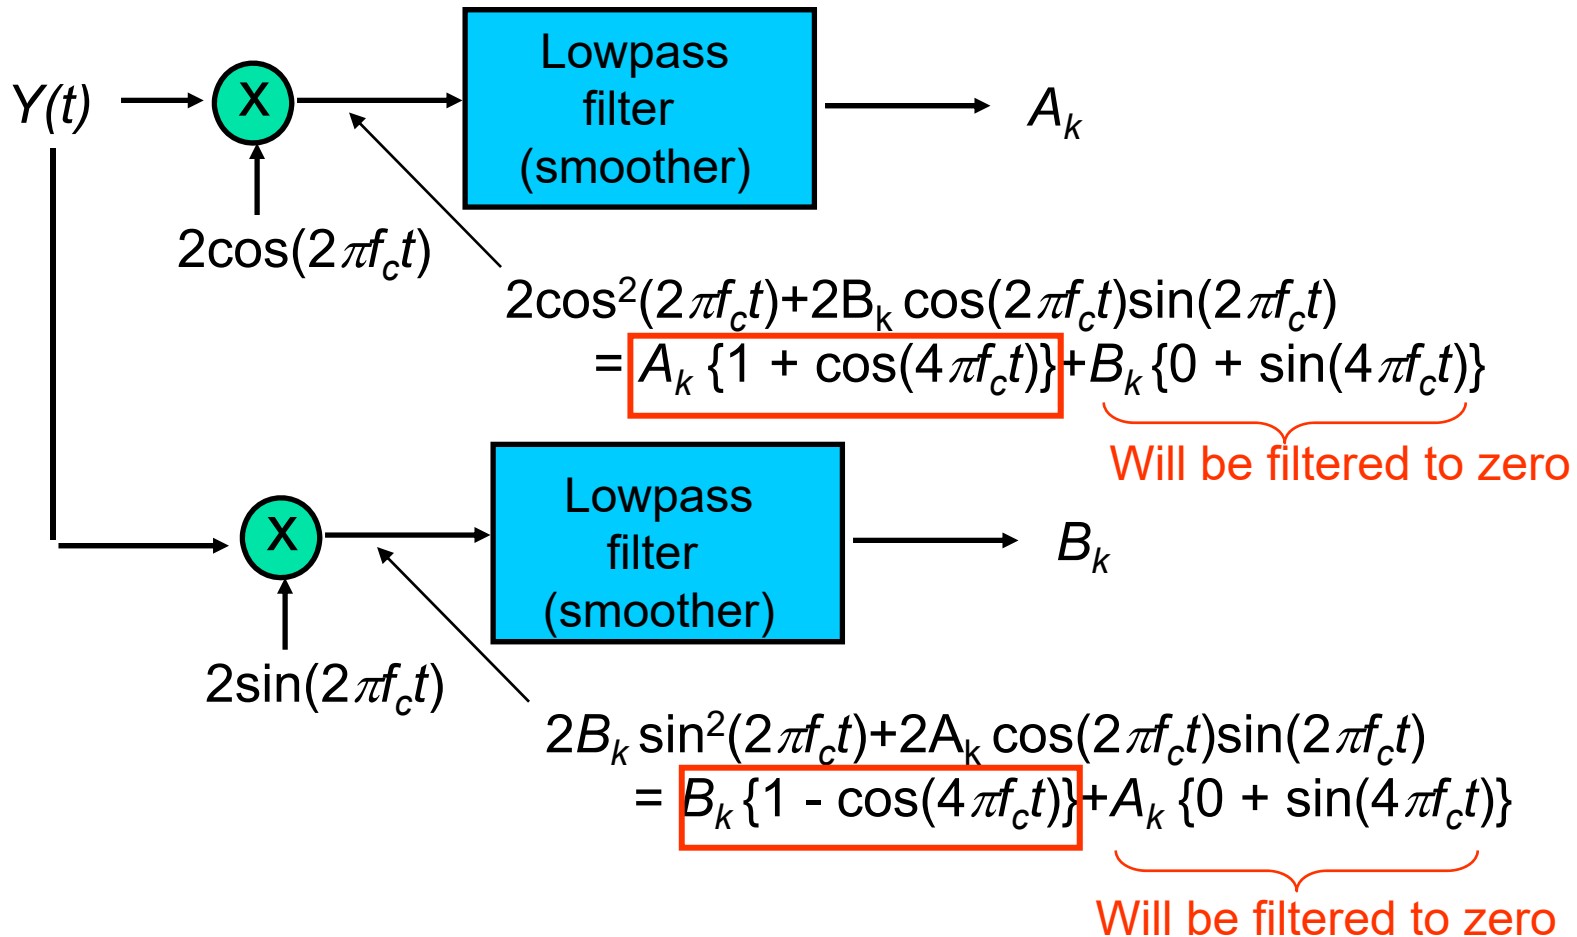 Y(t)
X
Lowpass
filter
(smoother)
A_k
2cos(2πf_ct)
2cos²(2πf_ct)+2B_k cos(2πf_ct)sin(2πf_ct)
= A_k {1 + cos(4πf_ct)}+B_k {0 + sin(4πf_ct)}
Will be filtered to zero
X
Lowpass
filter
(smoother)
B_k
2sin(2πf_ct)
2B_k sin²(2πf_ct)+2A_k cos(2πf_ct)sin(2πf_ct)
= B_k {1 - cos(4πf_ct)}+A_k {0 + sin(4πf_ct)}
Will be filtered to zero